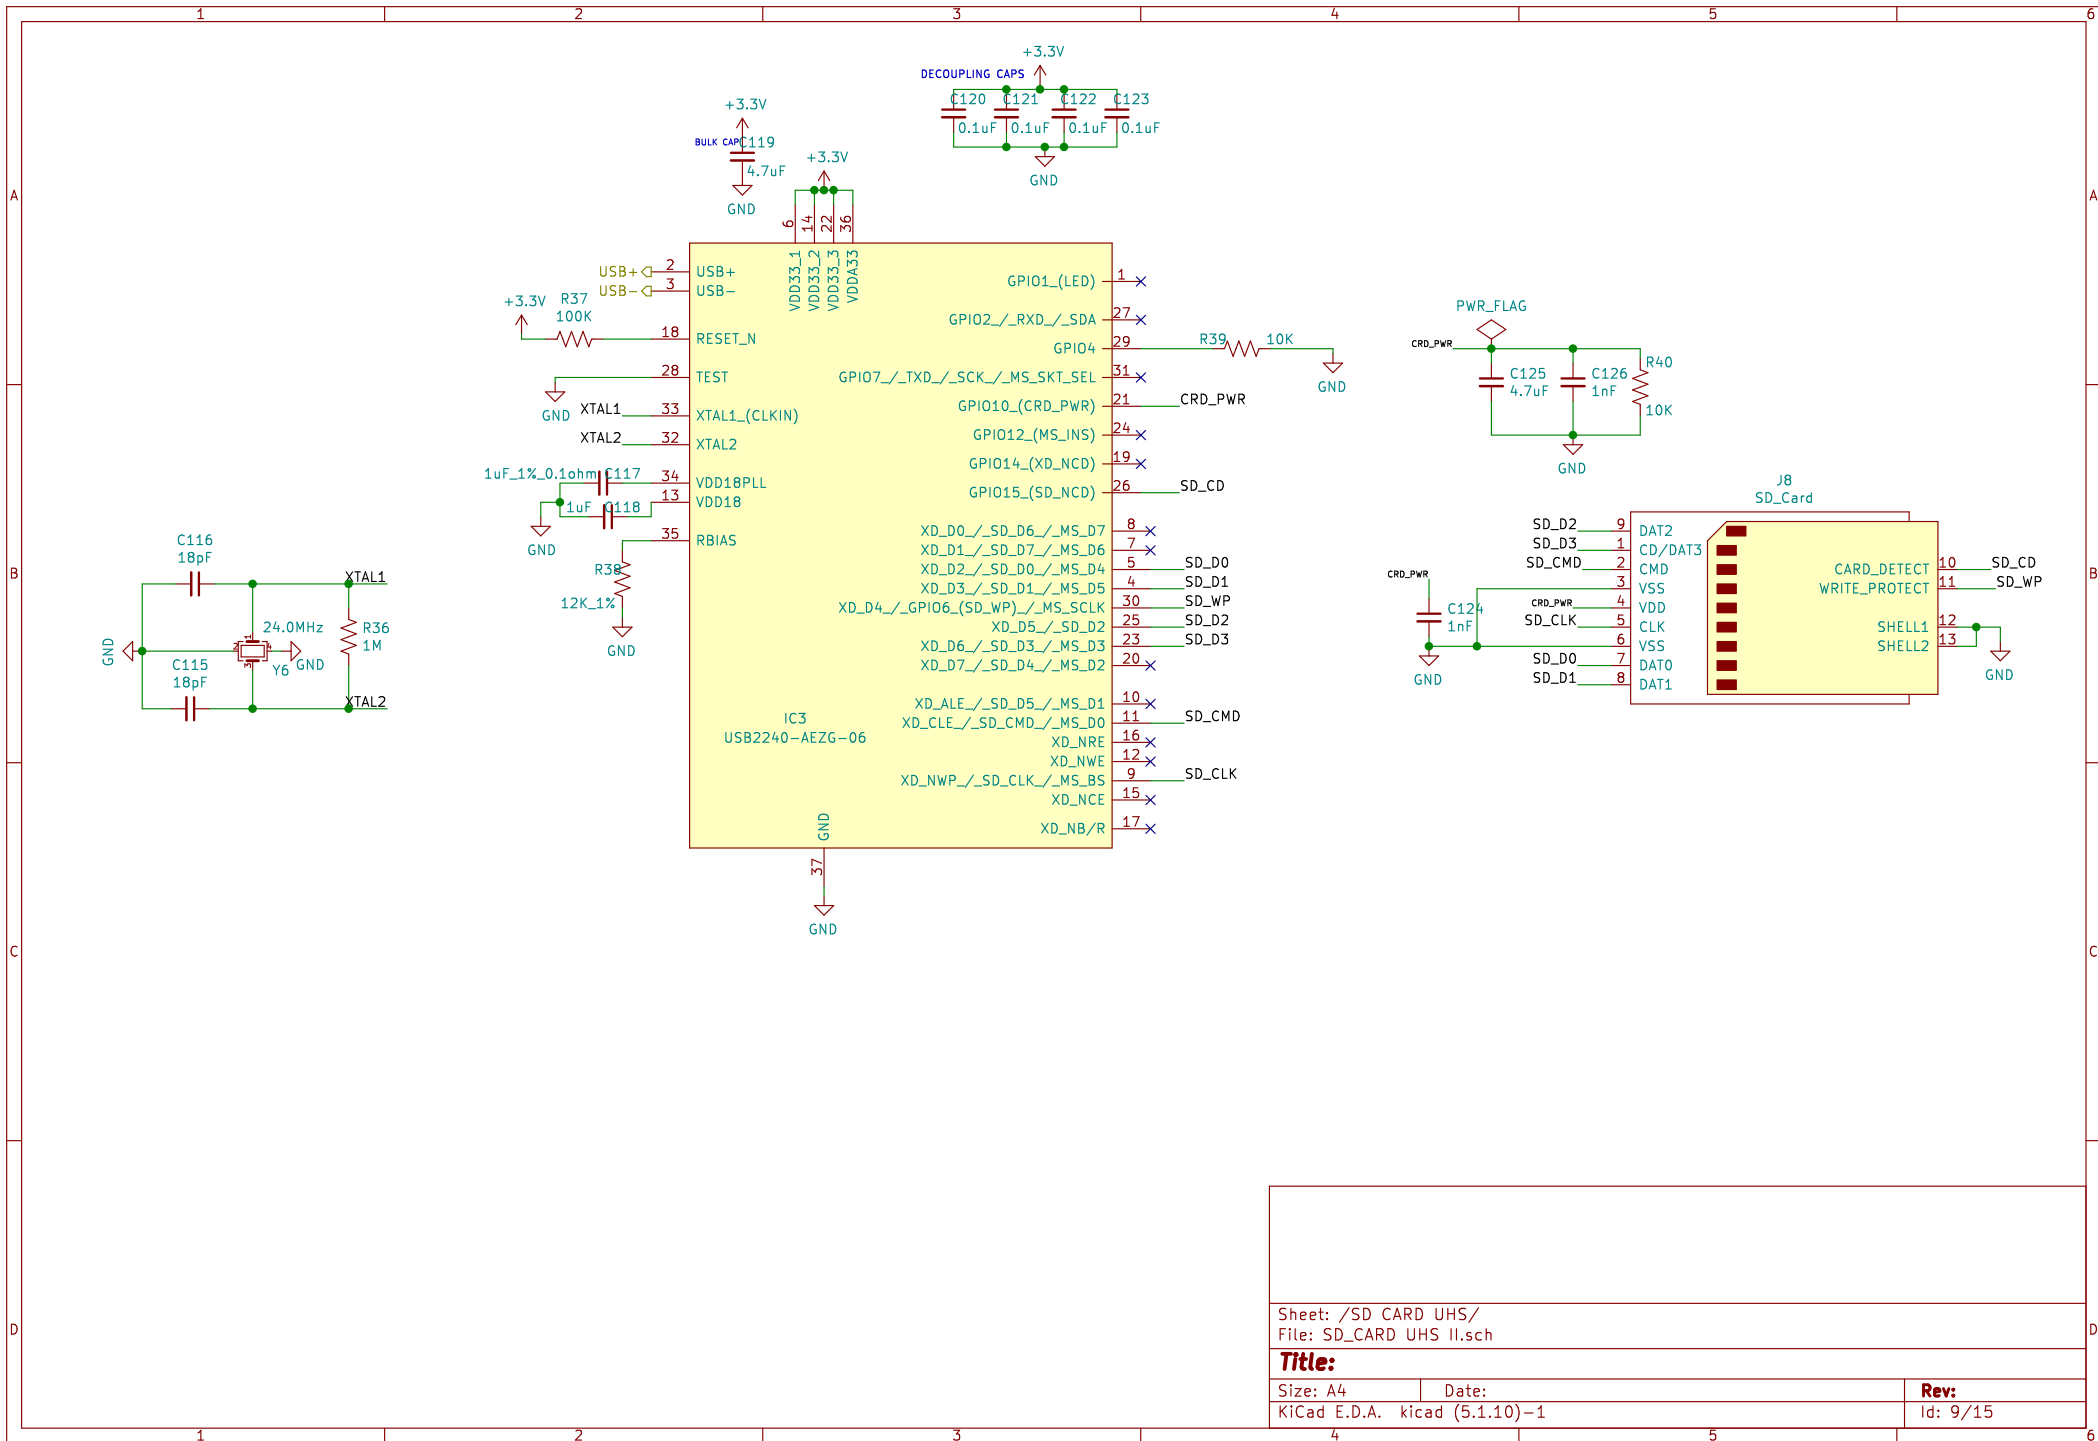 1 2 3 4 5 6
A
B
C
D
A
B
C
D
1 2 3 4 5 6
DECOUPLING CAPS
+3.3V
C120
0.1uF
C121
0.1uF
C122
0.1uF
C123
0.1uF
GND
+3.3V
BULK CAP
C119
4.7uF
GND
+3.3V
6
14
22
36
VDD33_1
VDD33_2
VDD33_3
VDDA33
USB+
2
USB+
USB-
3
USB-
+3.3V
R37
100K
18
RESET_N
28
TEST
GND
XTAL1
33
XTAL1_(CLKIN)
XTAL2
32
XTAL2
1uF_1%_0.1ohm
C117
34
VDD18PLL
13
VDD18
1uF
C118
GND
35
RBIAS
R38
12K_1%
GND
IC3
USB2240-AEZG-06
GND
37
GND
GPIO1_(LED)
1
GPIO2_/_RXD_/_SDA
27
GPIO4
29
R39
10K
GND
GPIO7_/_TXD_/_SCK_/_MS_SKT_SEL
31
GPIO10_(CRD_PWR)
21
CRD_PWR
GPIO12_(MS_INS)
24
GPIO14_(XD_NCD)
19
GPIO15_(SD_NCD)
26
SD_CD
XD_D0_/_SD_D6_/_MS_D7
8
XD_D1_/_SD_D7_/_MS_D6
7
XD_D2_/_SD_D0_/_MS_D4
5
SD_D0
XD_D3_/_SD_D1_/_MS_D5
4
SD_D1
XD_D4_/_GPIO6_(SD_WP)_/_MS_SCLK
30
SD_WP
XD_D5_/_SD_D2
25
SD_D2
XD_D6_/_SD_D3_/_MS_D3
23
SD_D3
XD_D7_/_SD_D4_/_MS_D2
20
XD_ALE_/_SD_D5_/_MS_D1
10
XD_CLE_/_SD_CMD_/_MS_D0
11
SD_CMD
XD_NRE
16
XD_NWE
12
XD_NWP_/_SD_CLK_/_MS_BS
9
SD_CLK
XD_NCE
15
XD_NB/R
17
C116
18pF
XTAL1
24.0MHz
GND
1
2
3
4
GND
Y6
R36
1M
C115
18pF
XTAL2
PWR_FLAG
CRD_PWR
C125
4.7uF
C126
1nF
R40
10K
GND
J8
SD_Card
SD_D2
9
DAT2
SD_D3
1
CD/DAT3
SD_CMD
2
CMD
3
VSS
CRD_PWR
4
VDD
SD_CLK
5
CLK
6
VSS
SD_D0
7
DAT0
SD_D1
8
DAT1
CRD_PWR
C124
1nF
GND
CARD_DETECT
10
SD_CD
WRITE_PROTECT
11
SD_WP
SHELL1
12
SHELL2
13
GND
Sheet: /SD CARD UHS/
File: SD_CARD UHS II.sch
Title:
Size: A4 Date: Rev:
KiCad E.D.A. kicad (5.1.10)-1 Id: 9/15